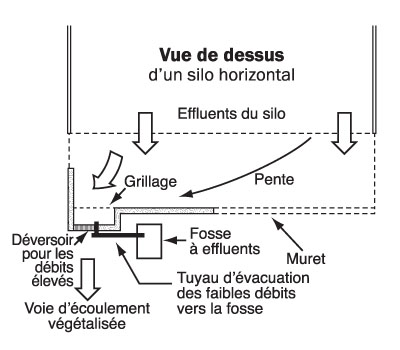 Vue de dessus
d'un silo horizontal
Effluents du silo
Grillage
Pente
Déversoir
pour les
débits
élevés
Fosse
à effluents
Muret
Tuyau d'évacuation
des faibles débits
vers la fosse
Voie d'écoulement
végétalisée